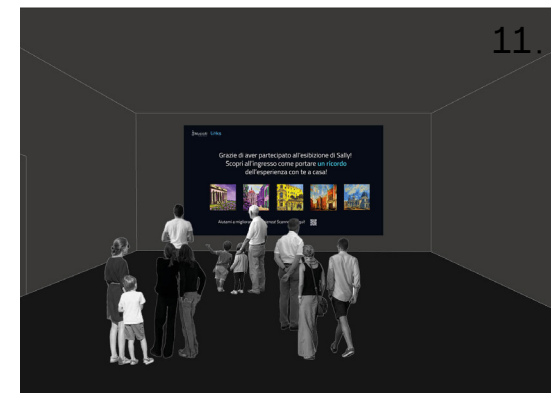 11.
Grazie di aver partecipato all'esibizione di Sally!
Scopri all'ingresso come portare un ricordo
dell'esperienza con te a casa!
Aiutami a